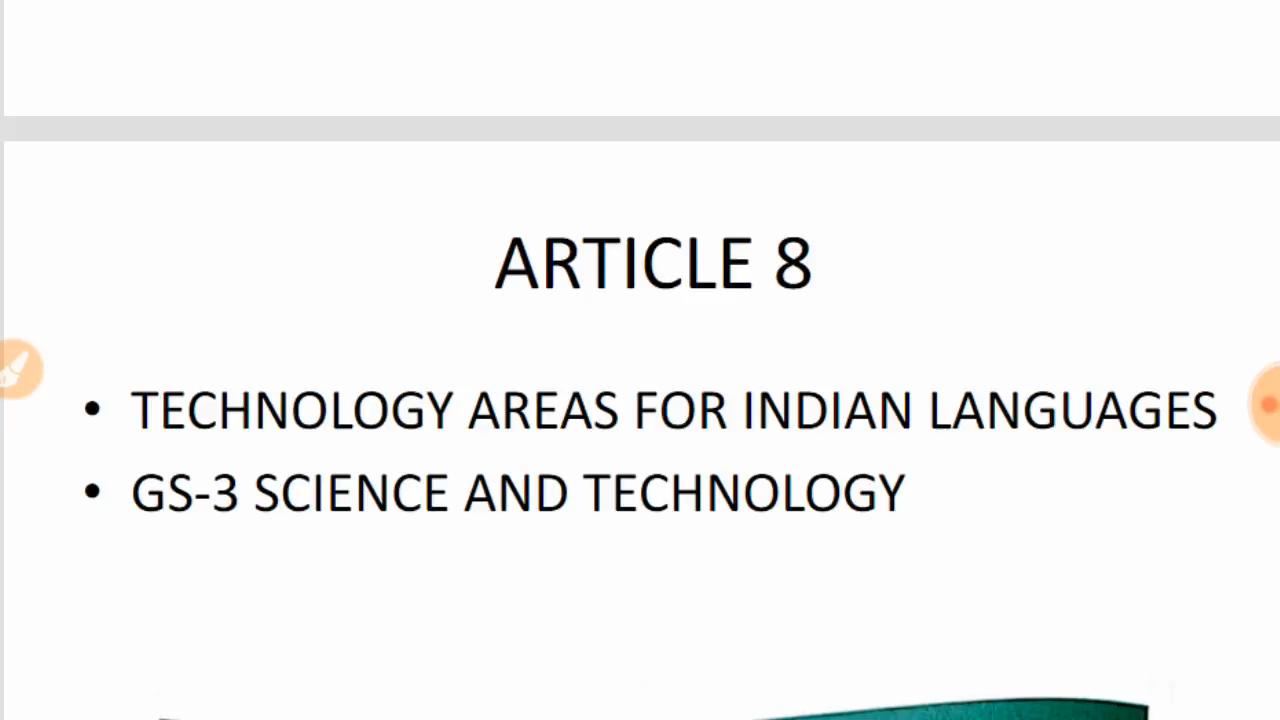 ARTICLE 8
• TECHNOLOGY AREAS FOR INDIAN LANGUAGES
• GS-3 SCIENCE AND TECHNOLOGY